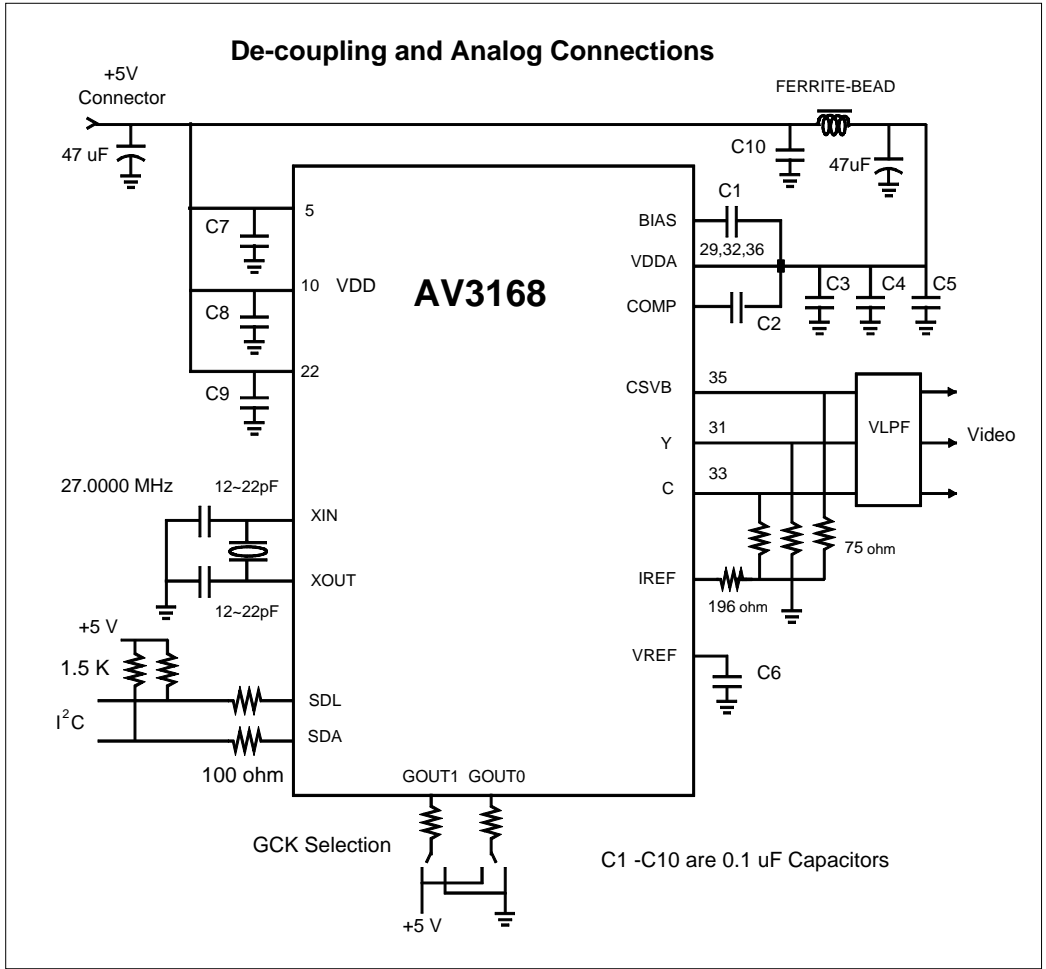 De-coupling and Analog Connections
+5V
Connector
FERRITE-BEAD
47 uF
C10
47uF
C1
C7
5
BIAS
29,32,36
VDDA
10
VDD
AV3168
C3
C4
C5
C8
COMP
C2
22
C9
CSVB
35
VLPF
Y
31
Video
C
33
27.0000 MHz
12~22pF
XIN
75 ohm
XOUT
IREF
12~22pF
196 ohm
+5 V
1.5 K
VREF
C6
SDL
I²C
SDA
100 ohm
GOUT1
GOUT0
GCK Selection
C1 -C10 are 0.1 uF Capacitors
+5 V